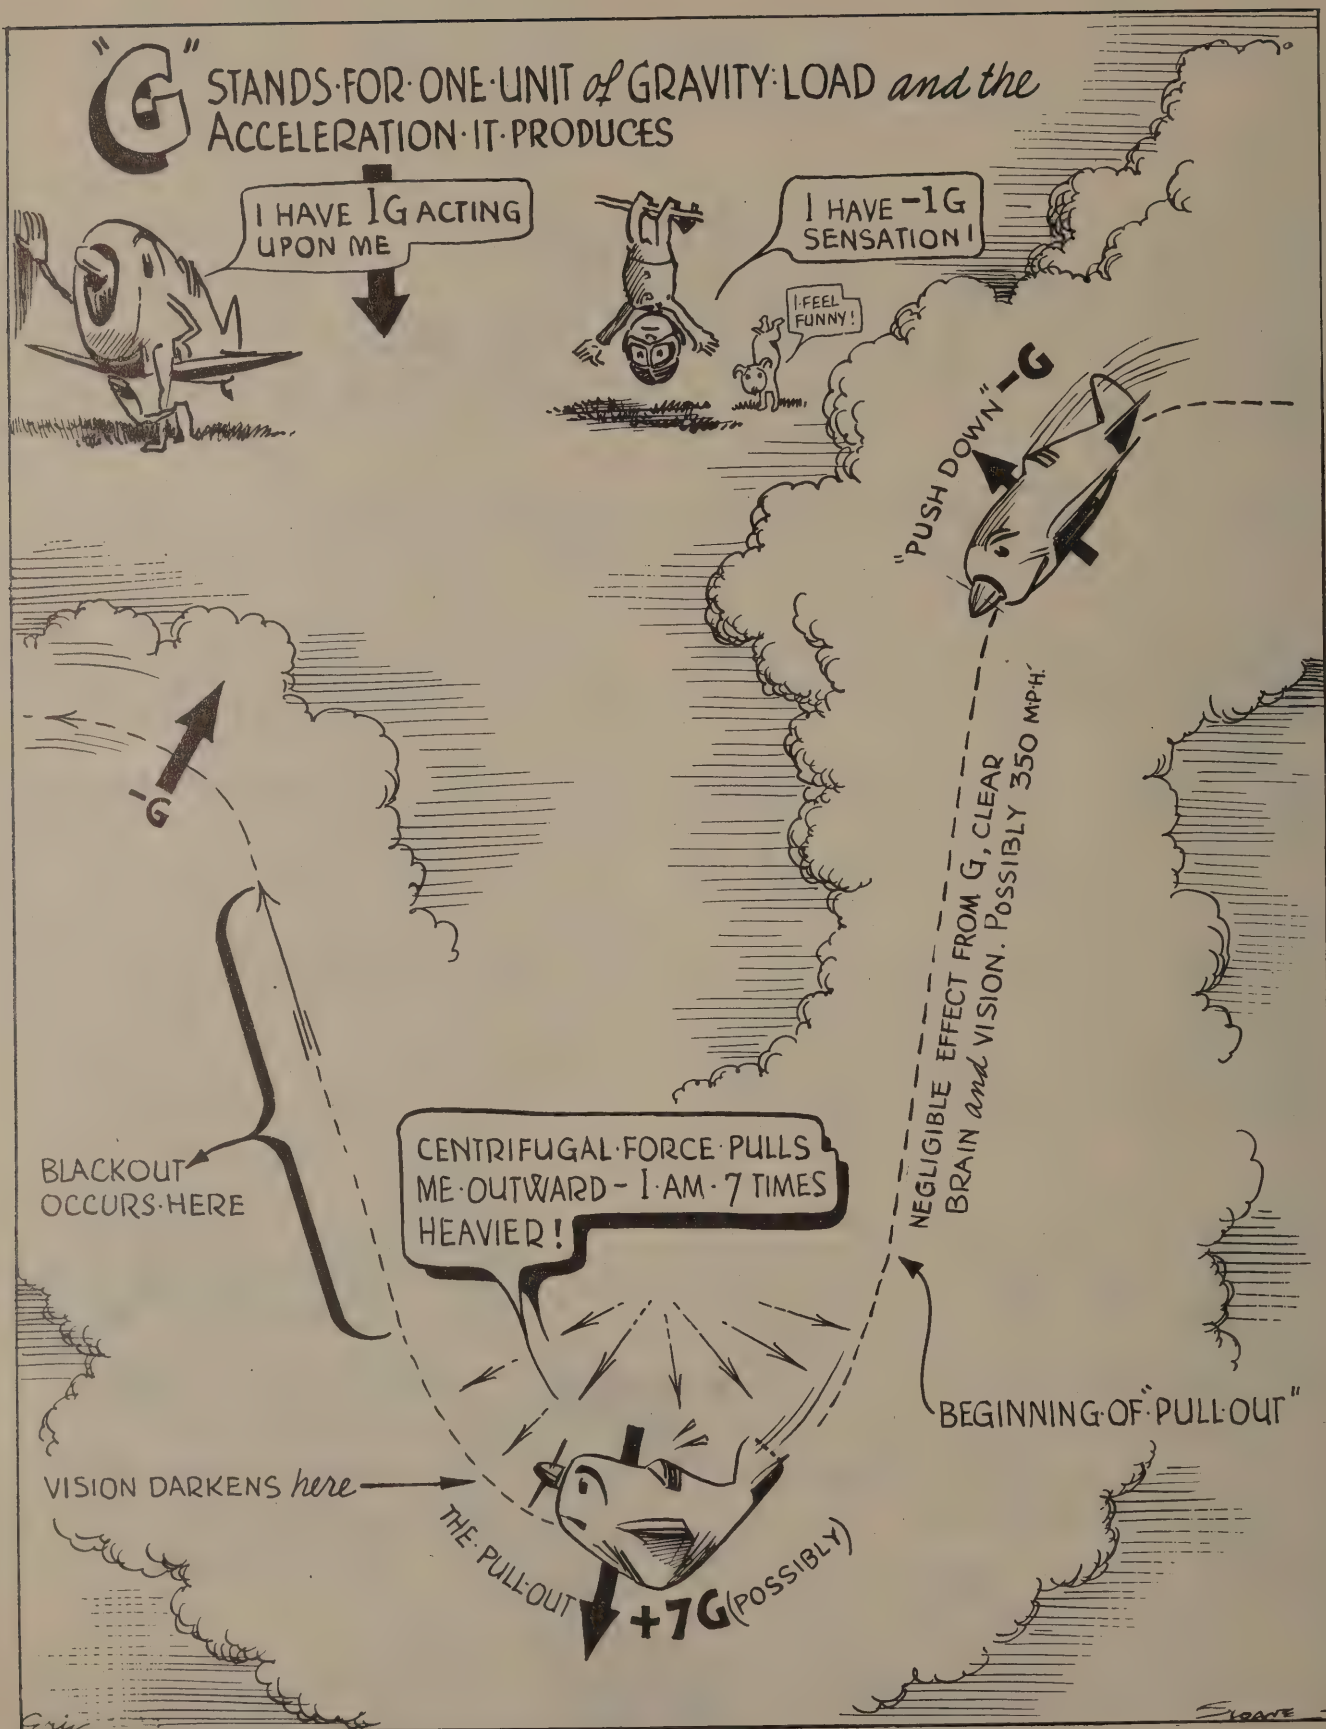 "G" STANDS·FOR·ONE·UNIT of GRAVITY·LOAD and the
ACCELERATION·IT·PRODUCES
I HAVE 1G ACTING
UPON ME
I HAVE -1G
SENSATION!
I·FEEL
FUNNY!
"PUSH DOWN" -G
-G
NEGLIGIBLE EFFECT FROM G, CLEAR
BRAIN and VISION. POSSIBLY 350 M.P.H.
BLACKOUT
OCCURS·HERE
CENTRIFUGAL·FORCE·PULLS
ME·OUTWARD - I·AM·7 TIMES
HEAVIER!
BEGINNING·OF·"PULL·OUT"
VISION DARKENS here
THE·PULL·OUT
+7G (POSSIBLY)
Eric
SLOANE